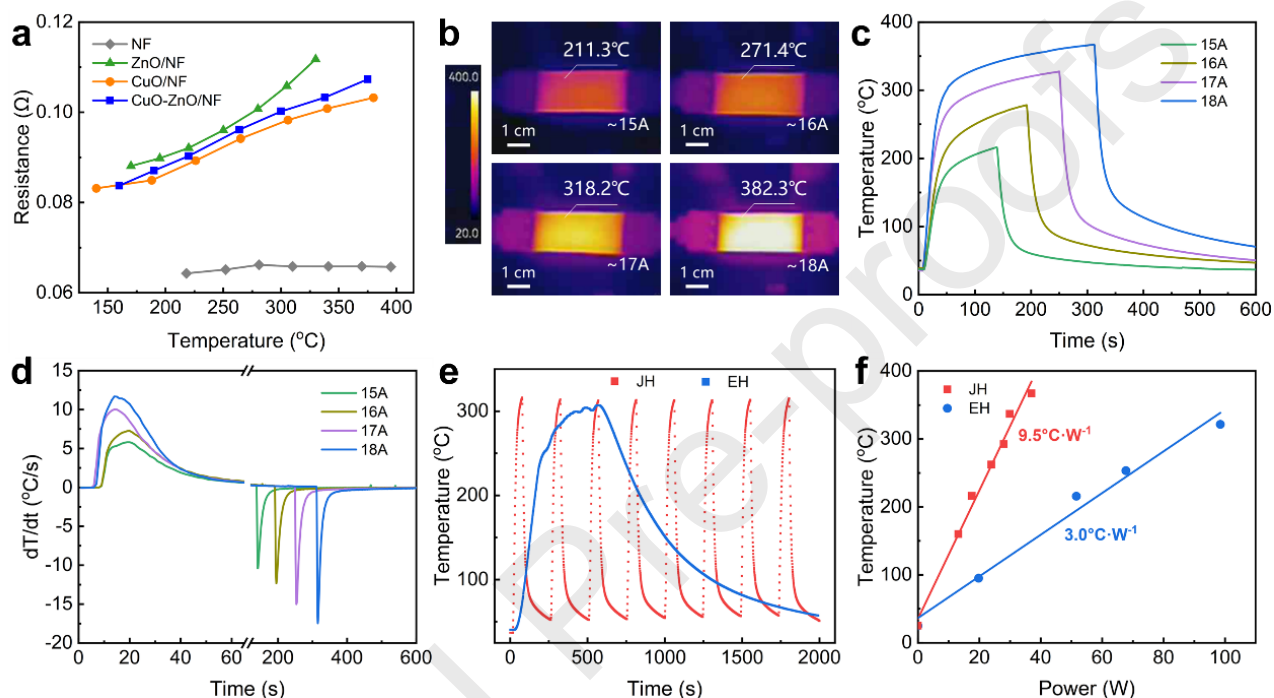 a
0.12
0.10
0.08
0.06
Resistance (Ω)
NF
ZnO/NF
CuO/NF
CuO-ZnO/NF
150 200 250 300 350 400
Temperature (°C)
b
400.0
20.0
211.3℃
1 cm
~15A
271.4℃
1 cm
~16A
318.2℃
1 cm
~17A
382.3℃
1 cm
~18A
c
400
300
200
100
0
Temperature (°C)
15A
16A
17A
18A
0 100 200 300 400 500 600
Time (s)
d
15
10
5
0
-5
-10
-15
-20
dT/dt (°C/s)
15A
16A
17A
18A
0 20 40 60 200 300 400 500 600
Time (s)
e
JH EH
300
200
100
Temperature (°C)
0 500 1000 1500 2000
Time (s)
f
400
300
200
100
0
Temperature (°C)
JH
EH
9.5°C·W⁻¹
3.0°C·W⁻¹
0 20 40 60 80 100
Power (W)
l Pre-proofs